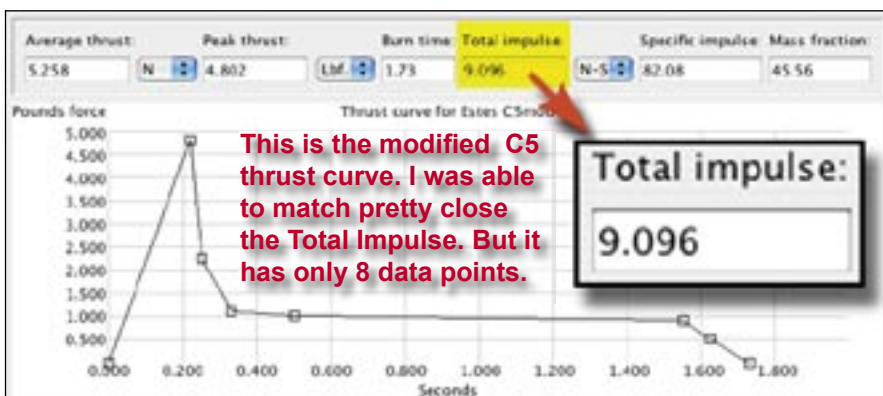 Average thrust: Peak thrust: Burn time: Total impulse: Specific impulse: Mass fraction:
5.258 N 4.802 Lbf. 1.73 9.096 N-S 82.08 45.56
Pounds force Thrust curve for Estes C5mod
5.000
4.500
4.000
3.500
3.000
2.500
2.000
1.500
1.000
0.500
This is the modified C5
thrust curve. I was able
to match pretty close
the Total Impulse. But it
has only 8 data points.
Total impulse:
9.096
0.000 0.200 0.400 0.600 0.800 1.000 1.200 1.400 1.600 1.800
Seconds